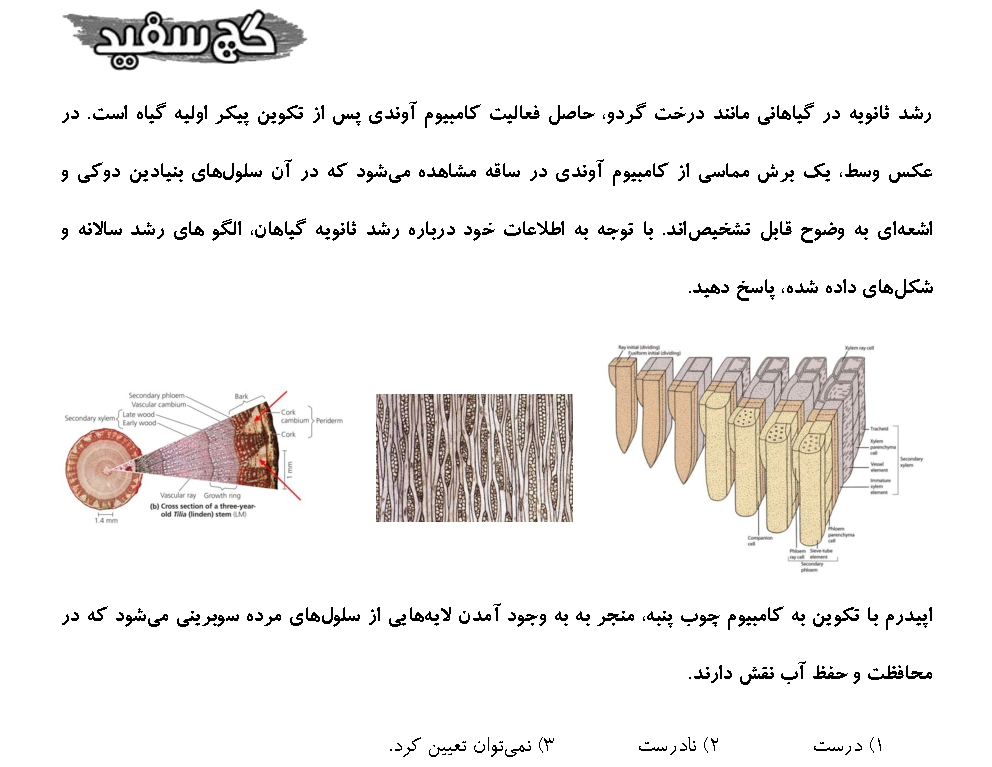 گچ سفید
رشد ثانویه در گیاهانی مانند درخت گردو، حاصل فعالیت کامبیوم آوندی پس از تکوین پیکر اولیه گیاه است. در
عکس وسط، یک برش مماسی از کامبیوم آوندی در ساقه مشاهده می‌شود که در آن سلول‌های بنیادین دوکی و
اشعه‌ای به وضوح قابل تشخیص‌اند. با توجه به اطلاعات خود درباره رشد ثانویه گیاهان، الگو های رشد سالانه و
شکل‌های داده شده، پاسخ دهید.
Secondary phloem
Vascular cambium
Secondary xylem
Late wood
Early wood
Bark
Cork cambium
Cork
Periderm
1 mm
Vascular ray
Growth ring
1.4 mm
(b) Cross section of a three-year-
old Tilia (linden) stem (LM)
Ray initial (dividing)
Fusiform initial (dividing)
Xylem ray cell
Tracheid
Xylem
parenchyma
cell
Vessel
element
Immature
xylem
element
Secondary
xylem
Companion
cell
Phloem
ray cell
Sieve-tube
element
Phloem
parenchyma
cell
Secondary
phloem
اپیدرم با تکوین به کامبیوم چوب پنبه، منجر به به وجود آمدن لایه‌هایی از سلول‌های مرده سوبرینی می‌شود که در
محافظت و حفظ آب نقش دارند.
۱) درست ۲) نادرست ۳) نمی‌توان تعیین کرد.